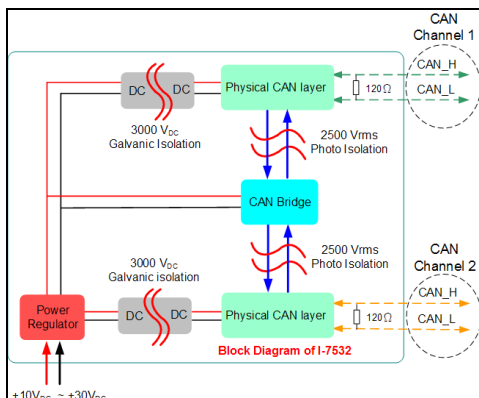 CAN
Channel 1
CAN_H
CAN_L
120Ω
DC DC
Physical CAN layer
3000 VDC
Galvanic Isolation
2500 Vrms
Photo Isolation
CAN Bridge
3000 VDC
Galvanic isolation
2500 Vrms
Photo Isolation
CAN
Channel 2
CAN_H
CAN_L
120Ω
Power
Regulator
DC DC
Physical CAN layer
Block Diagram of I-7532
+10VDC ~ +30VDC